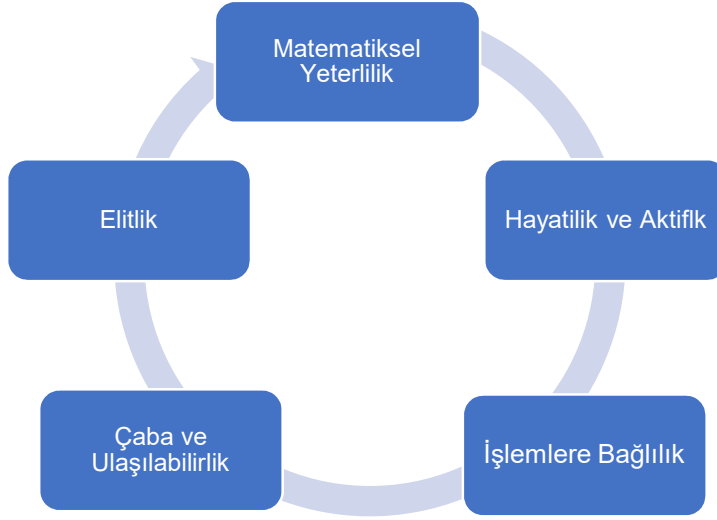 Matematiksel
Yeterlilik
Hayatilik ve Aktiflk
İşlemlere Bağlılık
Çaba ve
Ulaşılabilirlik
Elitlik